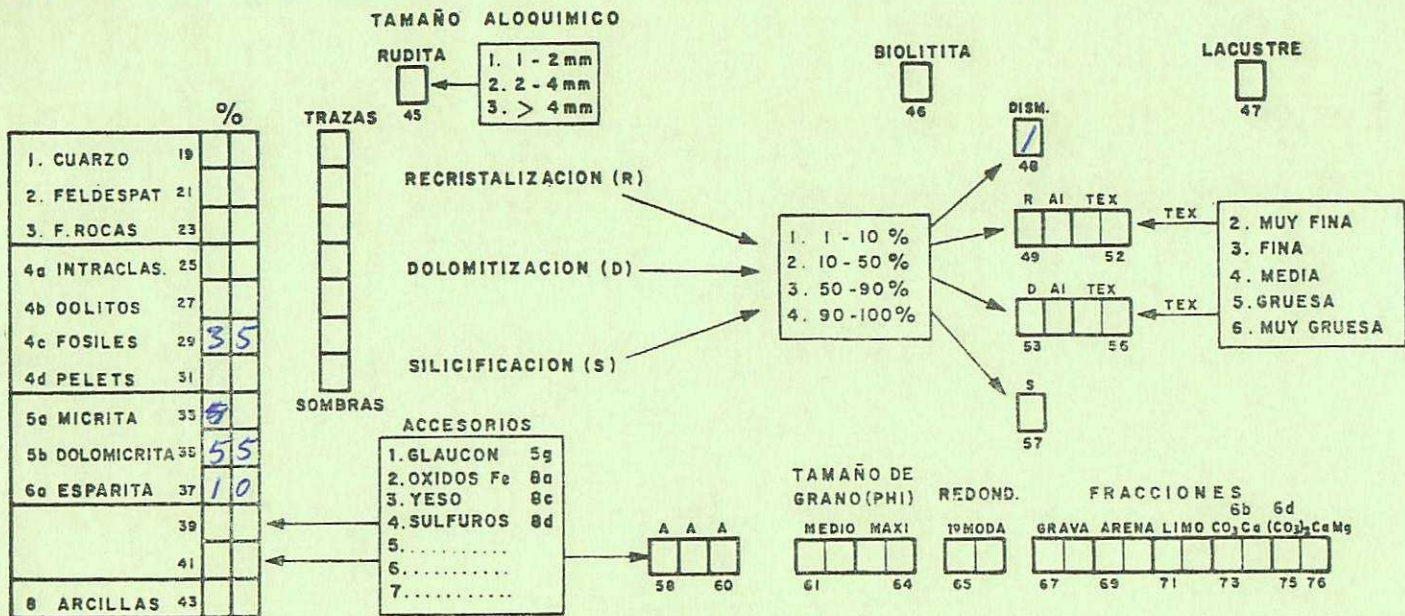 TAMAÑO ALOQUIMICO
RUDITA
45
1. 1 - 2 mm
2. 2 - 4 mm
3. > 4 mm
BIOLITITA
46
LACUSTRE
47
%
TRAZAS
1. CUARZO 19
2. FELDESPAT 21
3. F. ROCAS 23
4a INTRACLAS. 25
4b OOLITOS 27
4c FOSILES 29 3 5
4d PELETS 31
5a MICRITA 33
5b DOLOMICRITA 35 5 5
6a ESPARITA 37 1 0
39
41
8 ARCILLAS 43
SOMBRAS
RECRISTALIZACION (R)
DOLOMITIZACION (D)
SILICIFICACION (S)
1. 1 - 10 %
2. 10 - 50 %
3. 50 - 90%
4. 90 - 100%
DISM.
1
48
R AI TEX
49 52
TEX
D AI TEX
53 56
TEX
2. MUY FINA
3. FINA
4. MEDIA
5. GRUESA
6. MUY GRUESA
S
57
ACCESORIOS
1. GLAUCON 5g
2. OXIDOS Fe 8a
3. YESO 8c
4. SULFUROS 8d
5. ..........
6. ..........
7. ..........
A A A
58 60
TAMAÑO DE
GRANO (PHI)
MEDIO MAXI
61 64
REDOND.
1ª MODA
65
FRACCIONES
6b 6d
GRAVA ARENA LIMO CO₃Ca (CO₃)₂CaMg
67 69 71 73 75 76